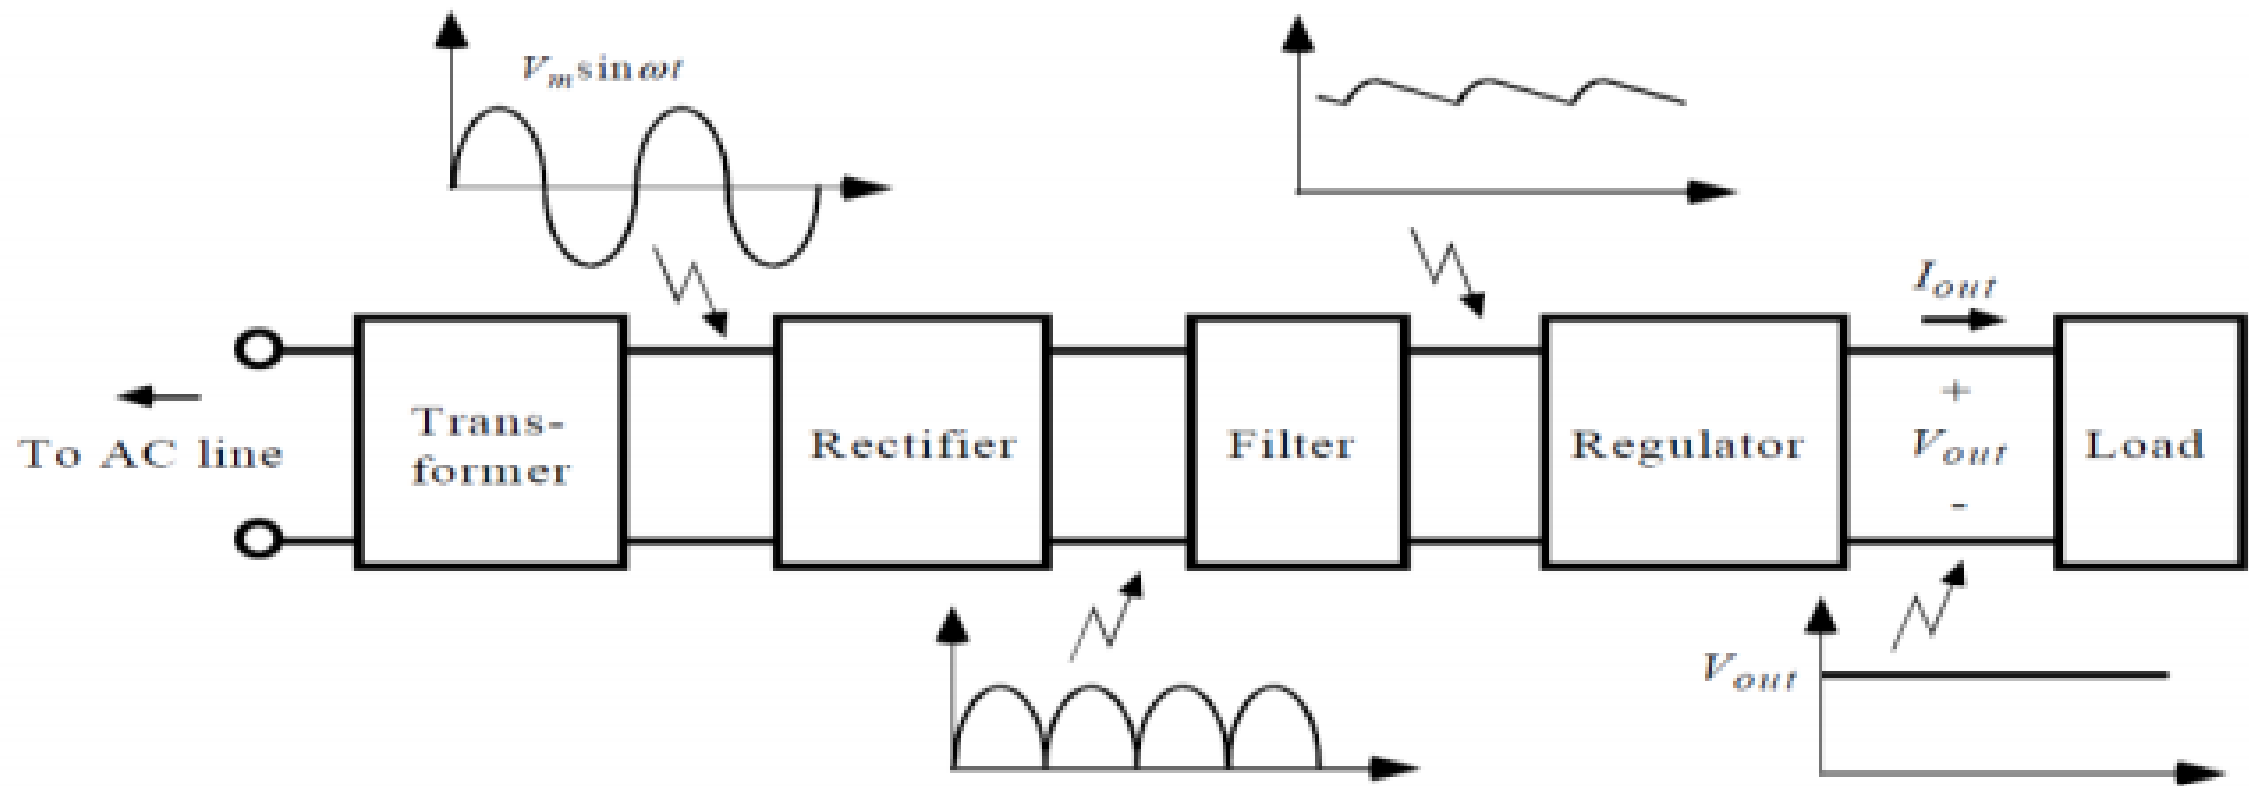 V_m sin ωt
I_out
To AC line
Trans-
former
Rectifier
Filter
Regulator
+
V_out
-
Load
V_out